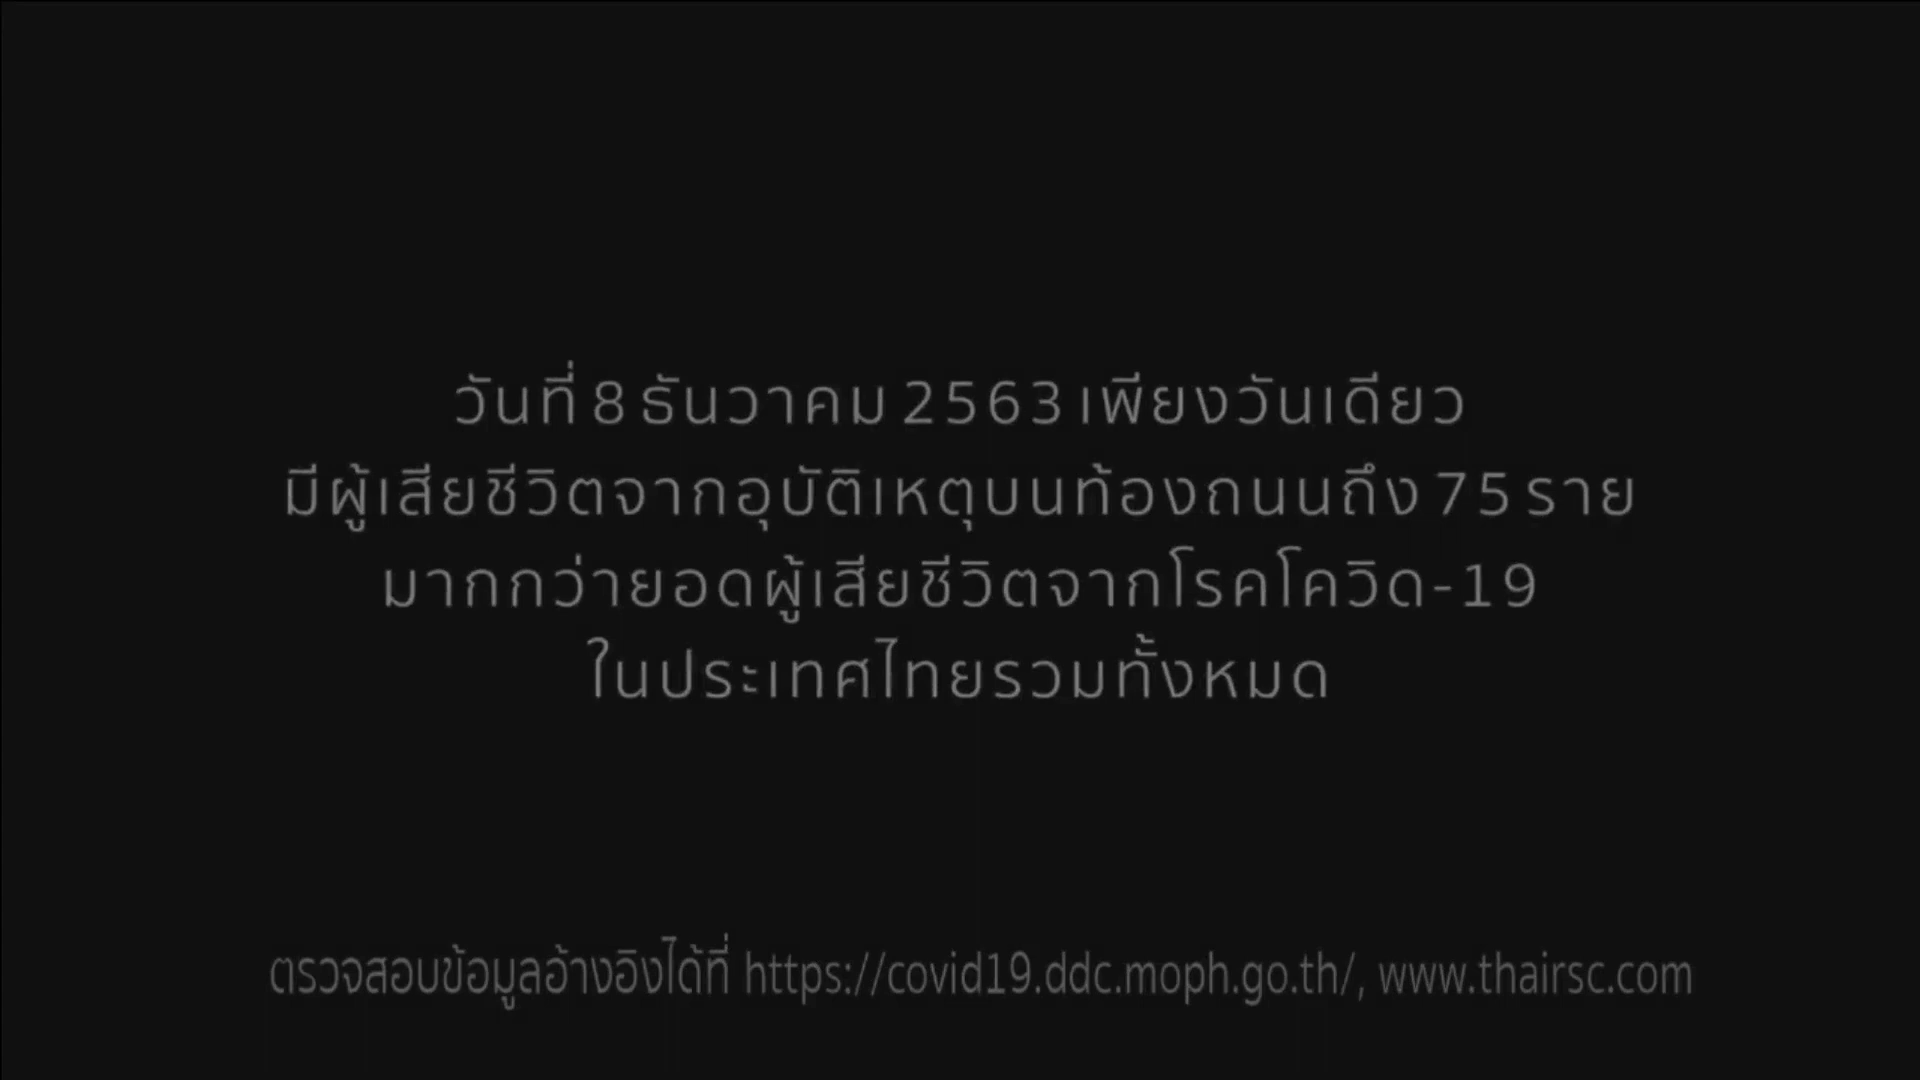 วันที่ 8 ธันวาคม 2563 เพียงวันเดียว
มีผู้เสียชีวิตจากอุบัติเหตุบนท้องถนนถึง 75 ราย
มากกว่ายอดผู้เสียชีวิตจากโรคโควิด-19
ในประเทศไทยรวมทั้งหมด
ตรวจสอบข้อมูลอ้างอิงได้ที่ https://covid19.ddc.moph.go.th/, www.thairsc.com